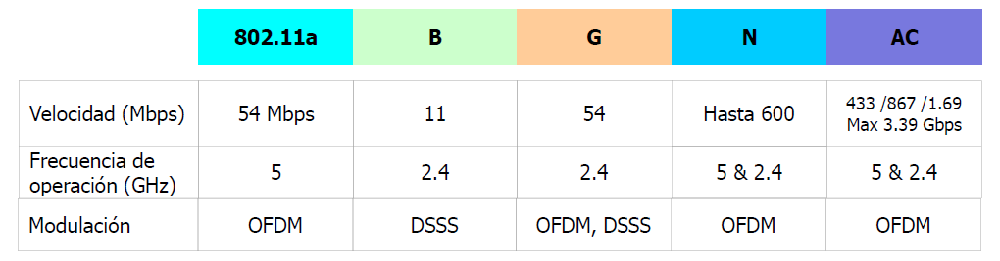 802.11a B G N AC
Velocidad (Mbps) 54 Mbps 11 54 Hasta 600 433 /867 /1.69
Max 3.39 Gbps
Frecuencia de
operación (GHz) 5 2.4 2.4 5 & 2.4 5 & 2.4
Modulación OFDM DSSS OFDM, DSSS OFDM OFDM